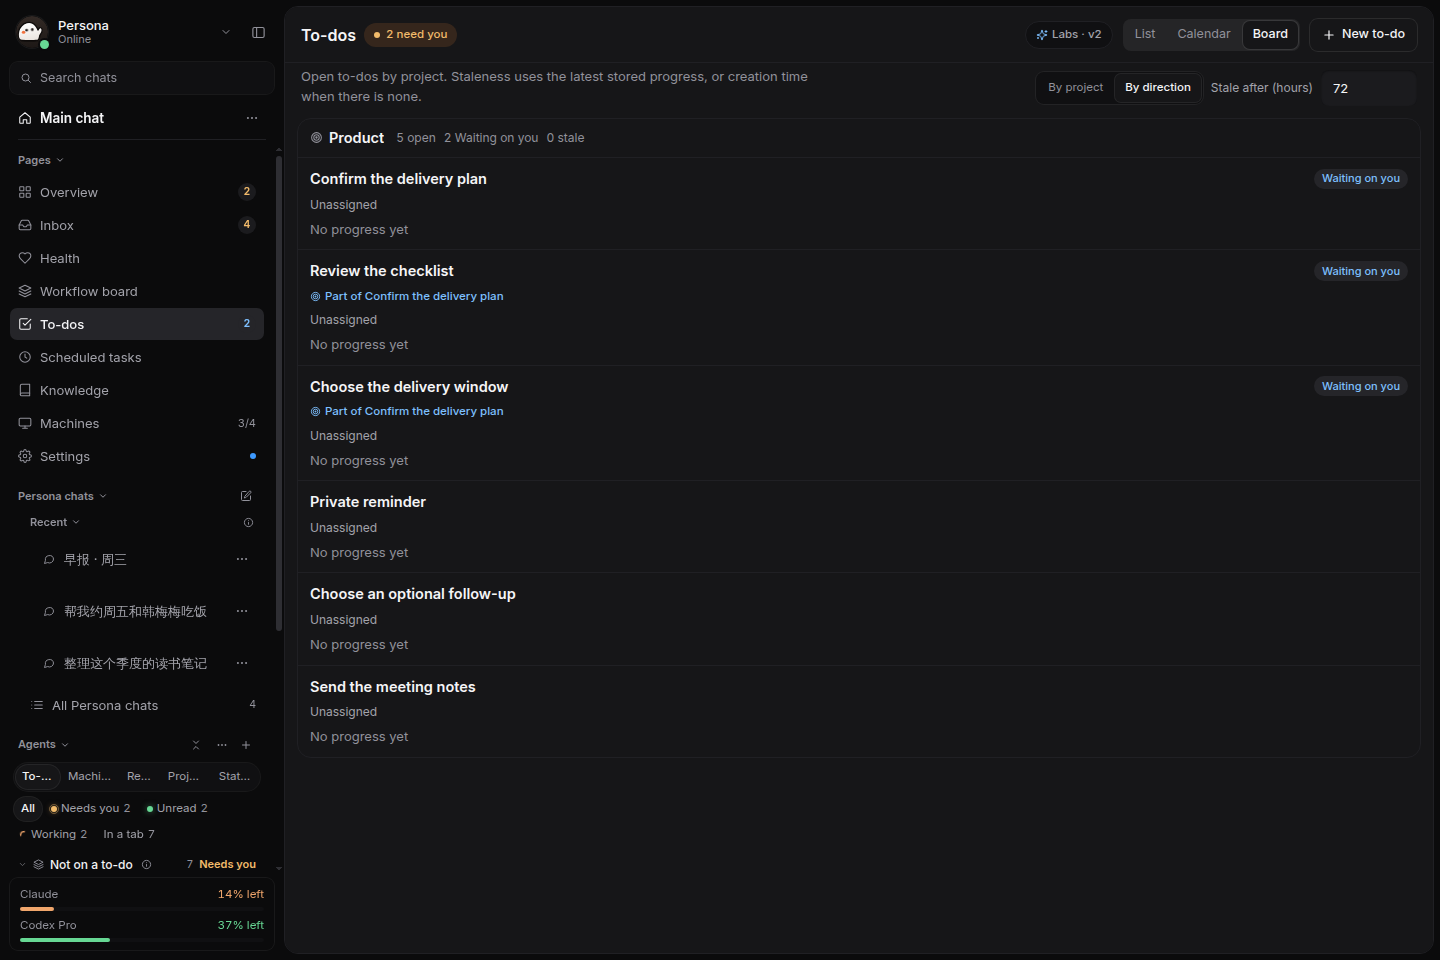 Persona
Online
Search chats
Main chat
Pages
Overview 2
Inbox 4
Health
Workflow board
To-dos 2
Scheduled tasks
Knowledge
Machines 3/4
Settings
Persona chats
Recent
早报 · 周三
帮我约周五和韩梅梅吃饭
整理这个季度的读书笔记
All Persona chats 4
Agents
To-... Machi... Re... Proj... Stat...
All Needs you 2 Unread 2
Working 2 In a tab 7
Not on a to-do 7 Needs you
Claude 14% left
Codex Pro 37% left
To-dos 2 need you
Labs · v2 List Calendar Board New to-do
Open to-dos by project. Staleness uses the latest stored progress, or creation time
when there is none.
By project By direction Stale after (hours) 72
Product 5 open 2 Waiting on you 0 stale
Confirm the delivery plan Waiting on you
Unassigned
No progress yet
Review the checklist Waiting on you
Part of Confirm the delivery plan
Unassigned
No progress yet
Choose the delivery window Waiting on you
Part of Confirm the delivery plan
Unassigned
No progress yet
Private reminder
Unassigned
No progress yet
Choose an optional follow-up
Unassigned
No progress yet
Send the meeting notes
Unassigned
No progress yet